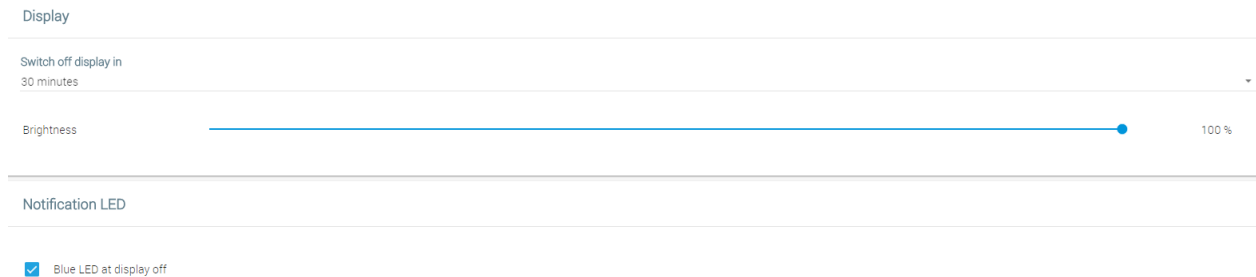 Display
Switch off display in
30 minutes
Brightness 100 %
Notification LED
Blue LED at display off